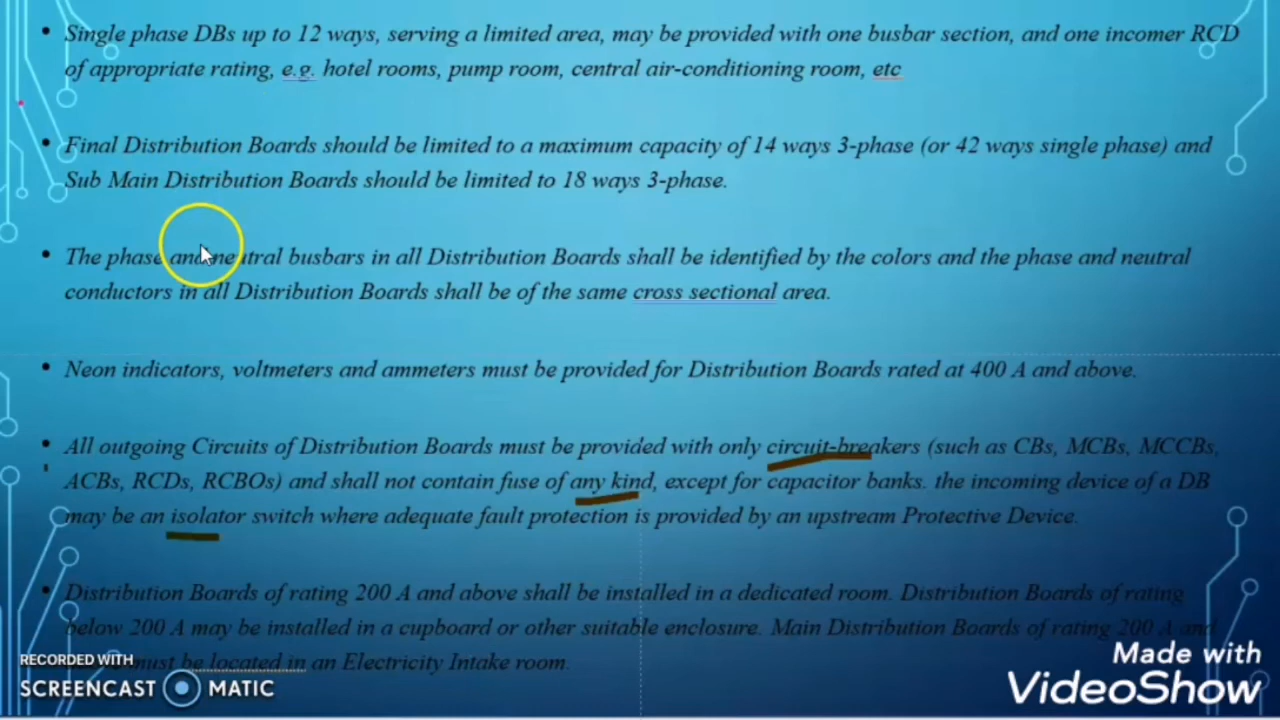 • Single phase DBs up to 12 ways, serving a limited area, may be provided with one busbar section, and one incomer RCD
of appropriate rating, e.g. hotel rooms, pump room, central air-conditioning room, etc
• Final Distribution Boards should be limited to a maximum capacity of 14 ways 3-phase (or 42 ways single phase) and
Sub Main Distribution Boards should be limited to 18 ways 3-phase.
• The phase and neutral busbars in all Distribution Boards shall be identified by the colors and the phase and neutral
conductors in all Distribution Boards shall be of the same cross sectional area.
• Neon indicators, voltmeters and ammeters must be provided for Distribution Boards rated at 400 A and above.
• All outgoing Circuits of Distribution Boards must be provided with only circuit-breakers (such as CBs, MCBs, MCCBs,
ACBs, RCDs, RCBOs) and shall not contain fuse of any kind, except for capacitor banks. the incoming device of a DB
may be an isolator switch where adequate fault protection is provided by an upstream Protective Device.
• Distribution Boards of rating 200 A and above shall be installed in a dedicated room. Distribution Boards of rating
below 200 A may be installed in a cupboard or other suitable enclosure. Main Distribution Boards of rating 200 A and
must be located in an Electricity Intake room.
RECORDED WITH
SCREENCAST MATIC
Made with
VideoShow